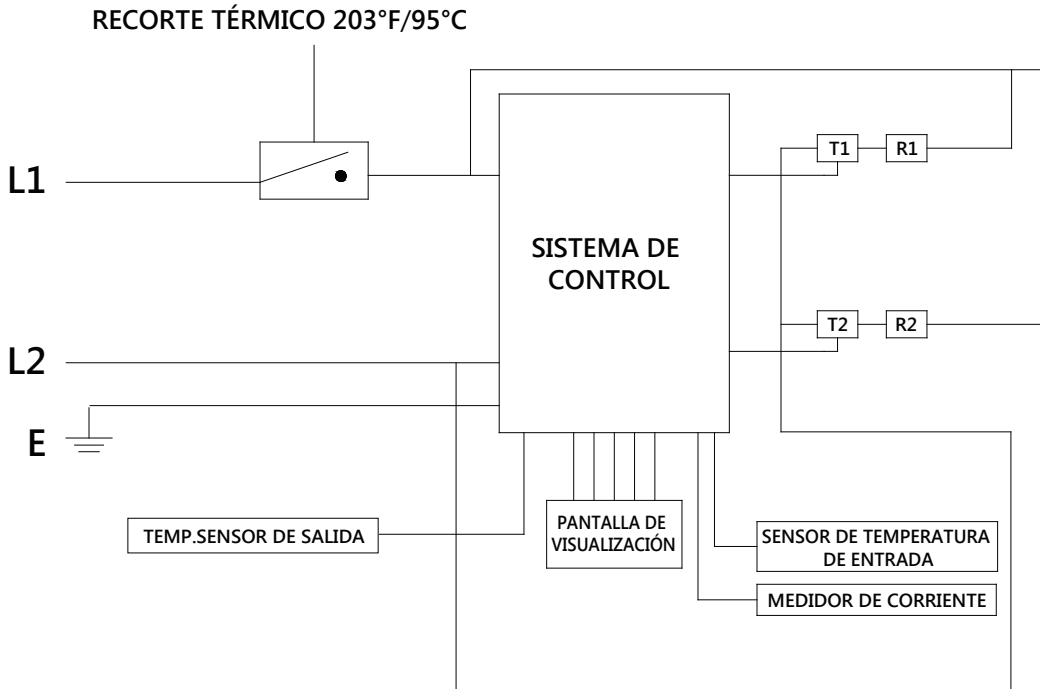 RECORTE TÉRMICO 203°F/95°C
L1
T1
R1
SISTEMA DE
CONTROL
T2
R2
L2
E
TEMP.SENSOR DE SALIDA
PANTALLA DE
VISUALIZACIÓN
SENSOR DE TEMPERATURA
DE ENTRADA
MEDIDOR DE CORRIENTE